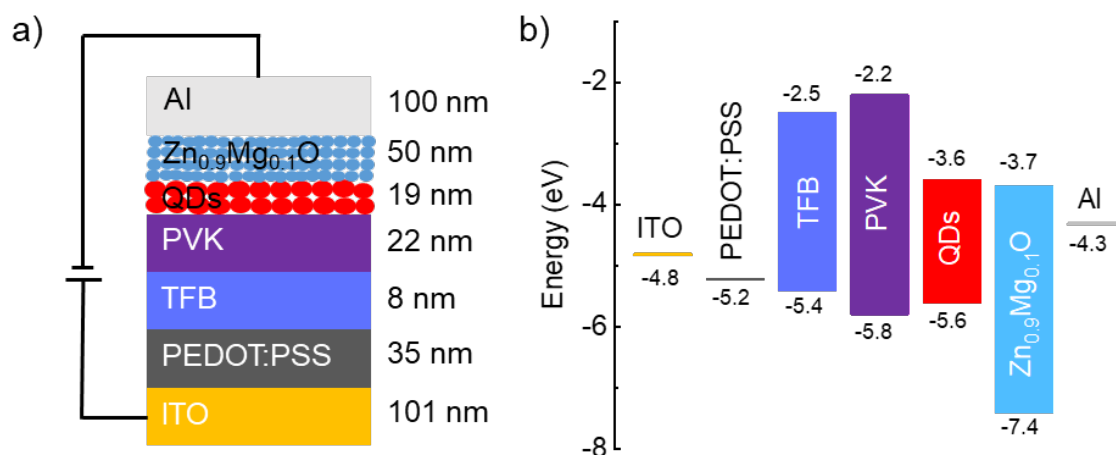 a)
Al
100 nm
Zn₀.₉Mg₀.₁O
50 nm
QDs
19 nm
PVK
22 nm
TFB
8 nm
PEDOT:PSS
35 nm
ITO
101 nm
b)
Energy (eV)
-2
-4
-6
-8
ITO
-4.8
PEDOT:PSS
-5.2
-2.5
TFB
-5.4
-2.2
PVK
-5.8
-3.6
QDs
-5.6
-3.7
Zn₀.₉Mg₀.₁O
-7.4
Al
-4.3